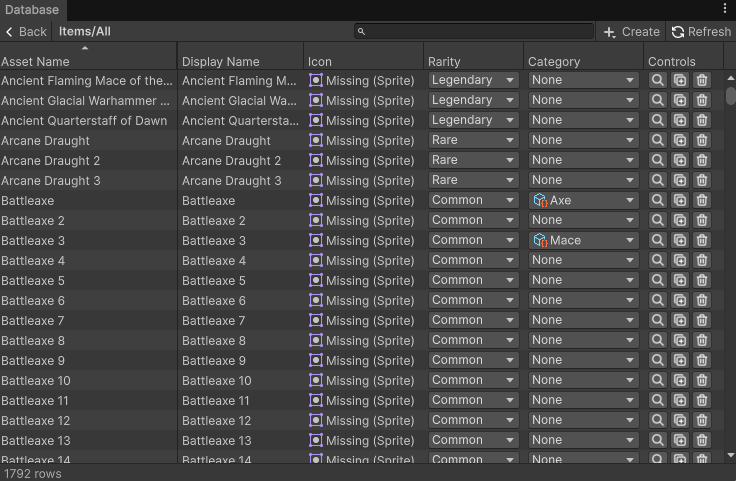 Database
Back Items/All Create Refresh
Asset Name Display Name Icon Rarity Category Controls
Ancient Flaming Mace of the... Ancient Flaming M... Missing (Sprite) Legendary None
Ancient Glacial Warhammer ... Ancient Glacial Wa... Missing (Sprite) Legendary None
Ancient Quarterstaff of Dawn Ancient Quartersta... Missing (Sprite) Legendary None
Arcane Draught Arcane Draught Missing (Sprite) Rare None
Arcane Draught 2 Arcane Draught 2 Missing (Sprite) Rare None
Arcane Draught 3 Arcane Draught 3 Missing (Sprite) Rare None
Battleaxe Battleaxe Missing (Sprite) Common Axe
Battleaxe 2 Battleaxe 2 Missing (Sprite) Common None
Battleaxe 3 Battleaxe 3 Missing (Sprite) Common Mace
Battleaxe 4 Battleaxe 4 Missing (Sprite) Common None
Battleaxe 5 Battleaxe 5 Missing (Sprite) Common None
Battleaxe 6 Battleaxe 6 Missing (Sprite) Common None
Battleaxe 7 Battleaxe 7 Missing (Sprite) Common None
Battleaxe 8 Battleaxe 8 Missing (Sprite) Common None
Battleaxe 9 Battleaxe 9 Missing (Sprite) Common None
Battleaxe 10 Battleaxe 10 Missing (Sprite) Common None
Battleaxe 11 Battleaxe 11 Missing (Sprite) Common None
Battleaxe 12 Battleaxe 12 Missing (Sprite) Common None
Battleaxe 13 Battleaxe 13 Missing (Sprite) Common None
Battleaxe 14 Battleaxe 14 Missing (Sprite) Common None
1792 rows